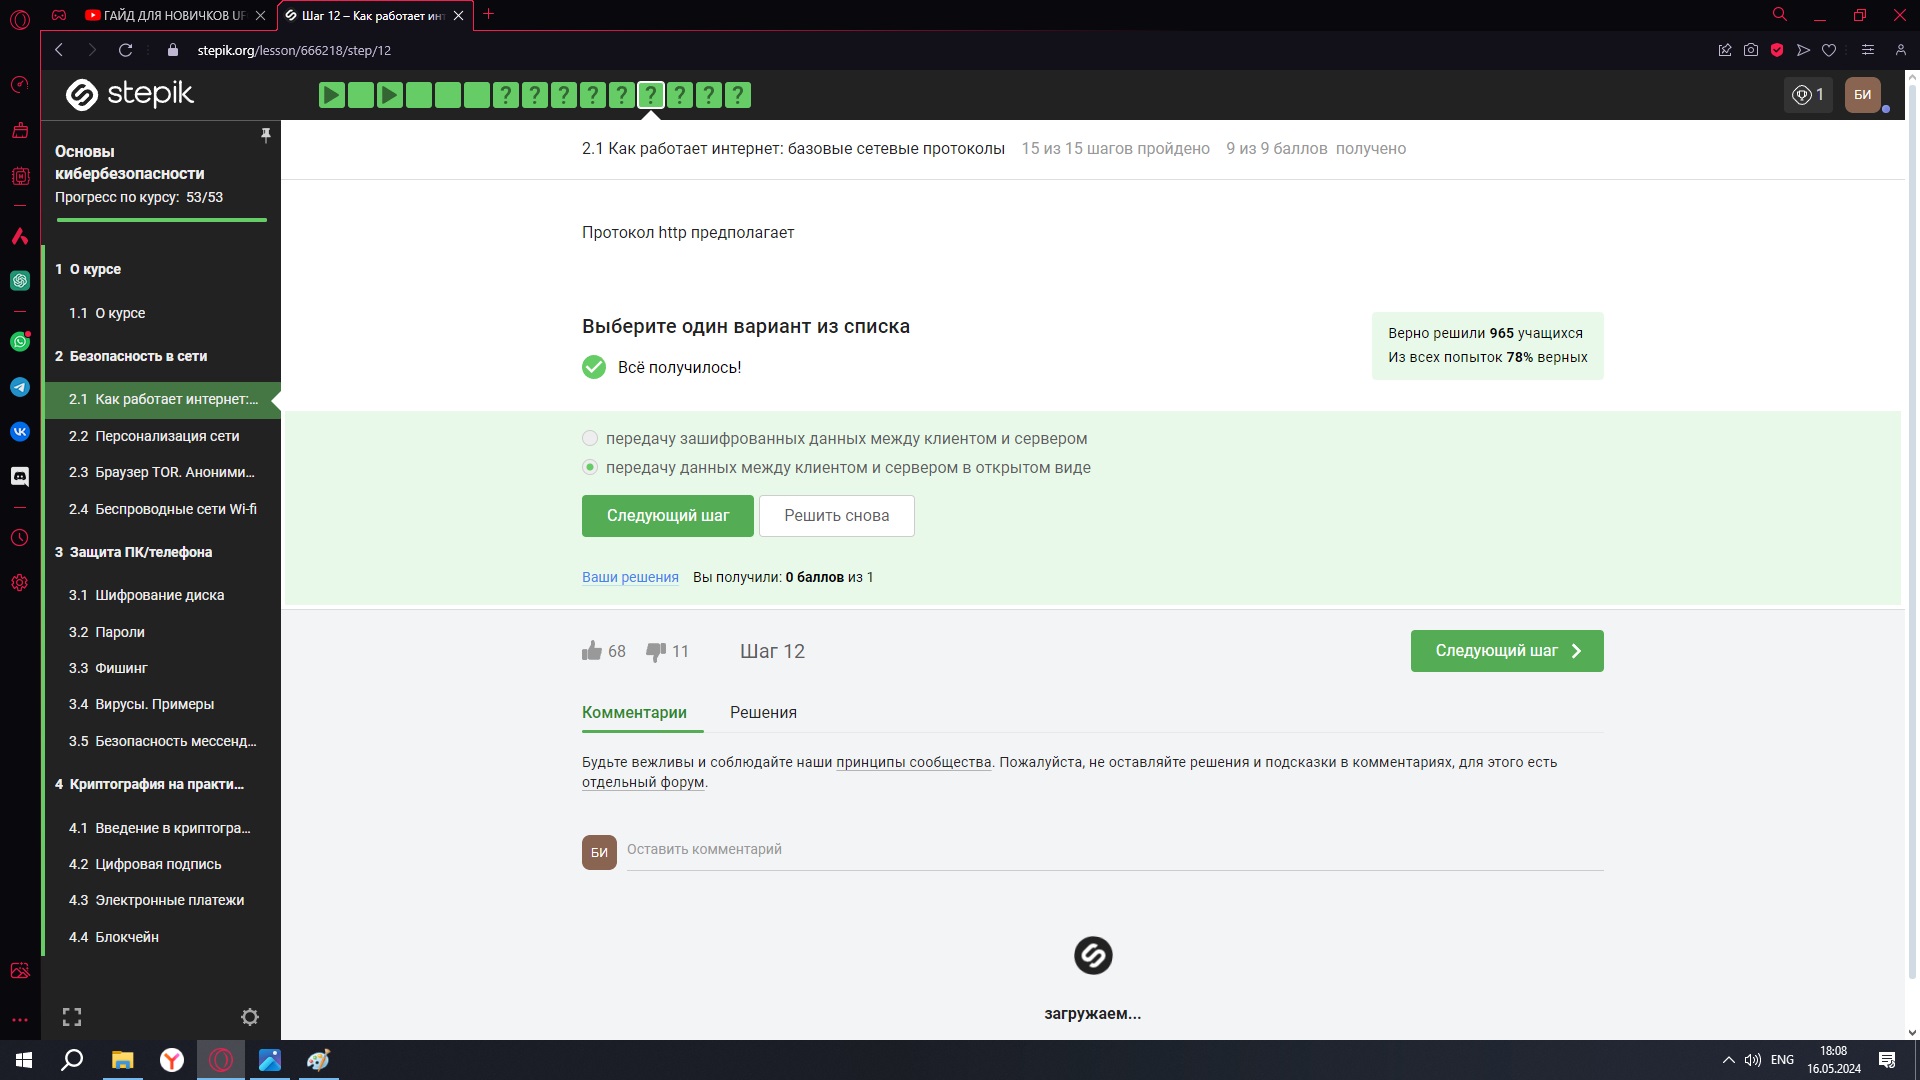 ГАЙД ДЛЯ НОВИЧКОВ UF
Шаг 12 – Как работает инт
stepik.org/lesson/666218/step/12
stepik
1
БИ
Основы
кибербезопасности
Прогресс по курсу: 53/53
1 О курсе
1.1 О курсе
2 Безопасность в сети
2.1 Как работает интернет:...
2.2 Персонализация сети
2.3 Браузер TOR. Аноними...
2.4 Беспроводные сети Wi-fi
3 Защита ПК/телефона
3.1 Шифрование диска
3.2 Пароли
3.3 Фишинг
3.4 Вирусы. Примеры
3.5 Безопасность мессенд...
4 Криптография на практи...
4.1 Введение в криптогра...
4.2 Цифровая подпись
4.3 Электронные платежи
4.4 Блокчейн
2.1 Как работает интернет: базовые сетевые протоколы 15 из 15 шагов пройдено 9 из 9 баллов получено
Протокол http предполагает
Выберите один вариант из списка
Всё получилось!
Верно решили 965 учащихся
Из всех попыток 78% верных
передачу зашифрованных данных между клиентом и сервером
передачу данных между клиентом и сервером в открытом виде
Следующий шаг
Решить снова
Ваши решения Вы получили: 0 баллов из 1
68
11
Шаг 12
Следующий шаг
Комментарии
Решения
Будьте вежливы и соблюдайте наши принципы сообщества. Пожалуйста, не оставляйте решения и подсказки в комментариях, для этого есть
отдельный форум.
БИ
Оставить комментарий
загружаем...
ENG
18:08
16.05.2024